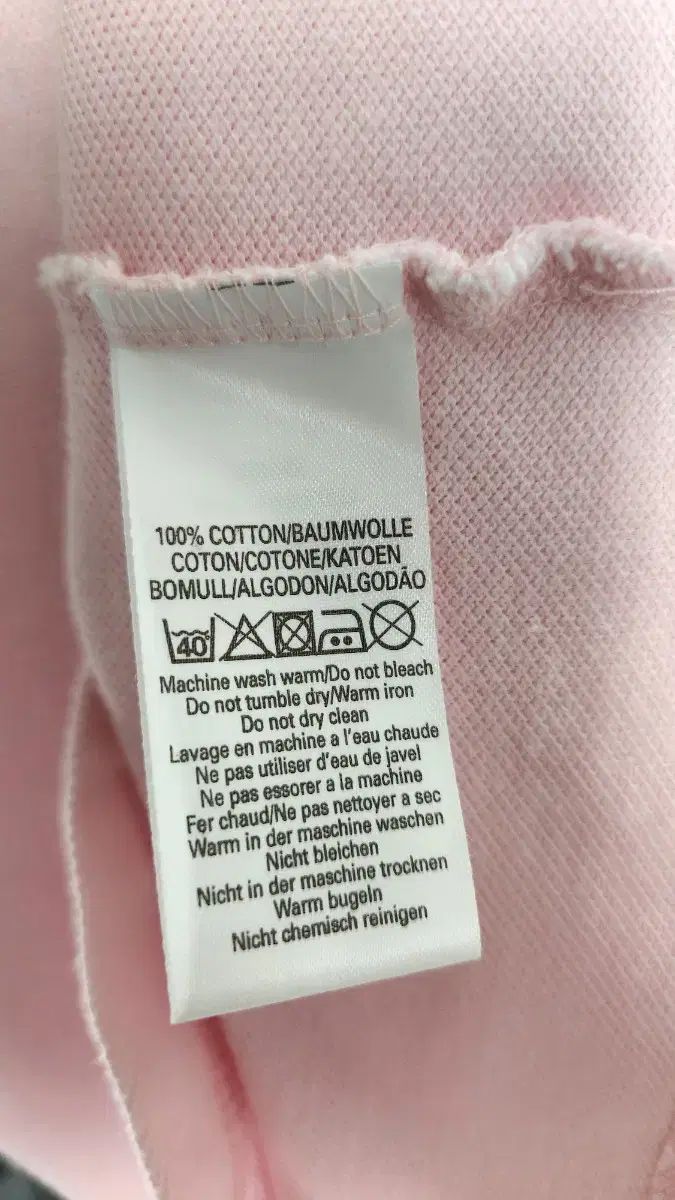 100% COTTON/BAUMWOLLE
COTON/COTONE/KATOEN
BOMULL/ALGODON/ALGODÃO
40
Machine wash warm/Do not bleach
Do not tumble dry/Warm iron
Do not dry clean
Lavage en machine a l'eau chaude
Ne pas utiliser d'eau de javel
Ne pas essorer a la machine
Fer chaud/Ne pas nettoyer a sec
Warm in der maschine waschen
Nicht bleichen
Nicht in der maschine trocknen
Warm bugeln
Nicht chemisch reinigen